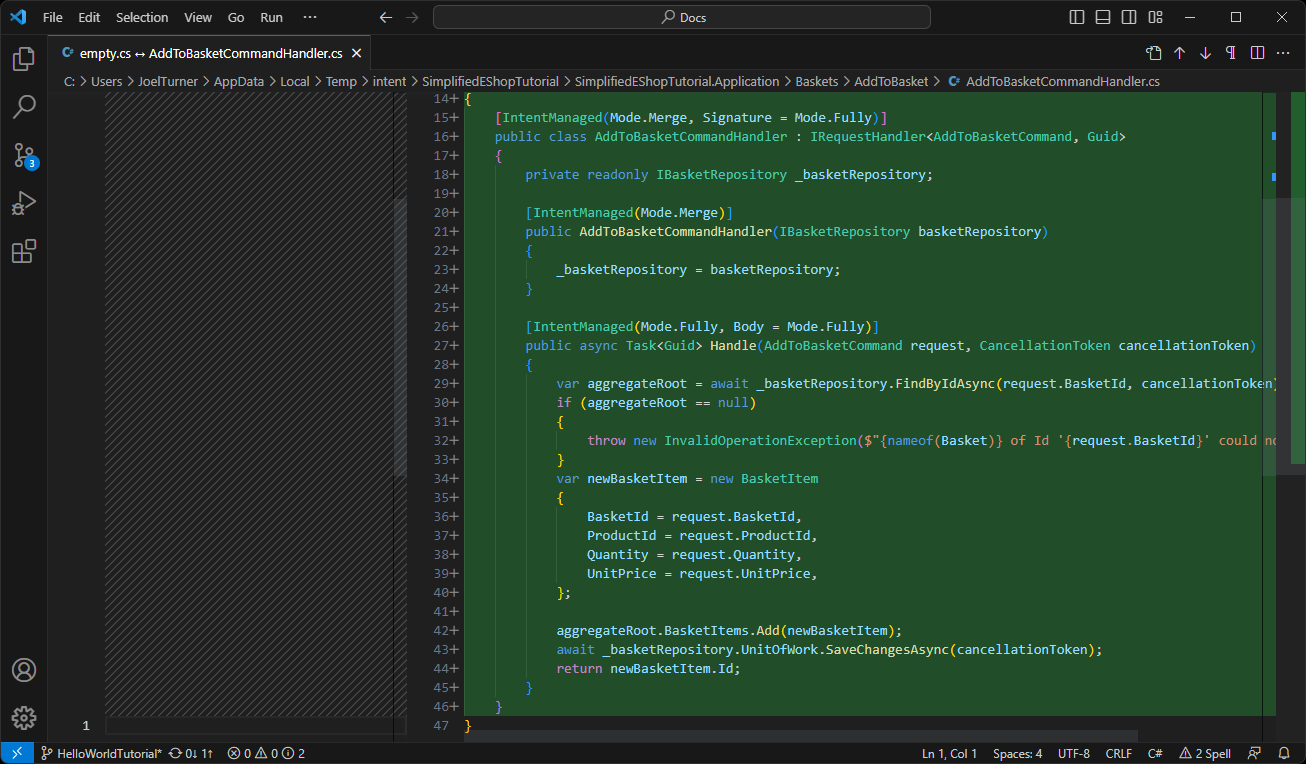 File Edit Selection View Go Run ··· Docs
empty.cs ↔ AddToBasketCommandHandler.cs
C: > Users > JoelTurner > AppData > Local > Temp > intent > SimplifiedEShopTutorial > SimplifiedEShopTutorial.Application > Baskets > AddToBasket > AddToBasketCommandHandler.cs
14+ {
15+ [IntentManaged(Mode.Merge, Signature = Mode.Fully)]
16+ public class AddToBasketCommandHandler : IRequestHandler<AddToBasketCommand, Guid>
17+ {
18+ private readonly IBasketRepository _basketRepository;
19+
20+ [IntentManaged(Mode.Merge)]
21+ public AddToBasketCommandHandler(IBasketRepository basketRepository)
22+ {
23+ _basketRepository = basketRepository;
24+ }
25+
26+ [IntentManaged(Mode.Fully, Body = Mode.Fully)]
27+ public async Task<Guid> Handle(AddToBasketCommand request, CancellationToken cancellationToken)
28+ {
29+ var aggregateRoot = await _basketRepository.FindByIdAsync(request.BasketId, cancellationToken)
30+ if (aggregateRoot == null)
31+ {
32+ throw new InvalidOperationException($"{nameof(Basket)} of Id '{request.BasketId}' could no
33+ }
34+ var newBasketItem = new BasketItem
35+ {
36+ BasketId = request.BasketId,
37+ ProductId = request.ProductId,
38+ Quantity = request.Quantity,
39+ UnitPrice = request.UnitPrice,
40+ };
41+
42+ aggregateRoot.BasketItems.Add(newBasketItem);
43+ await _basketRepository.UnitOfWork.SaveChangesAsync(cancellationToken);
44+ return newBasketItem.Id;
45+ }
46+ }
1 47 }
3
HelloWorldTutorial* 0↓ 1↑ 0 0 2 Ln 1, Col 1 Spaces: 4 UTF-8 CRLF C# 2 Spell